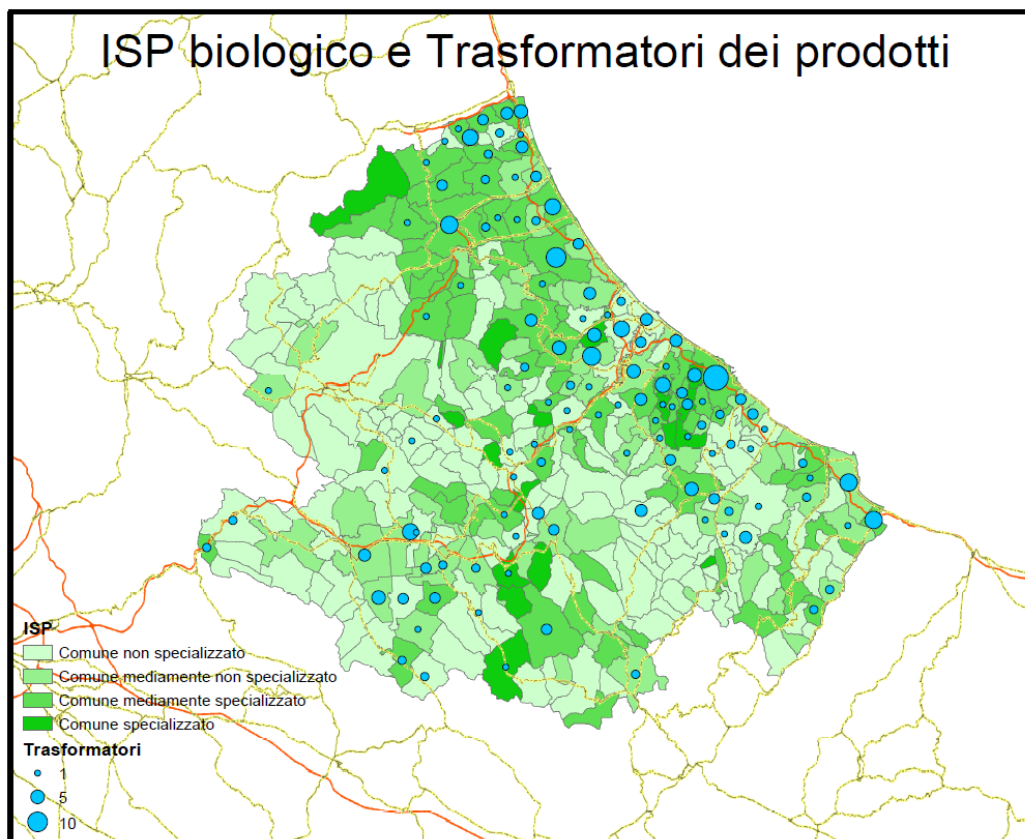 ISP biologico e Trasformatori dei prodotti
ISP
Comune non specializzato
Comune mediamente non specializzato
Comune mediamente specializzato
Comune specializzato
Trasformatori
1
5
10